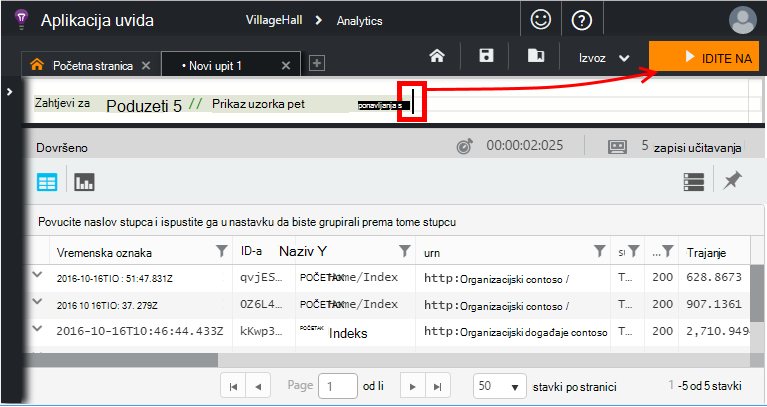 Aplikacija uvida VillageHall Analytics
Početna stranica Novi upit 1 Izvoz IDITE NA
Zahtjevi za Poduzeti 5 // Prikaz uzorka pet ponavljanja s
Dovršeno 00:00:02:025 5 zapisi učitavanja
Povucite naslov stupca i ispustite ga u nastavku da biste grupirali prema tome stupcu
Vremenska oznaka ID-a Naziv Y urn ... Trajanje
2016-10-16TIO : 51:47.831Z qvjES... POČETAK me/Index http:Organizacijski contoso / T... 200 628.8673
2016 10 16TIO: 37. 279Z 0Z6L4... POČETAK me/Index http:Organizacijski contoso / T... 200 907.1361
2016-10-16T10:46:44.433Z kKwp3... POČETAK Indeks http:Organizacijski događaje contoso T... 200 2,710.949
Page 1 od li 50 stavki po stranici 1 -5 od 5 stavki